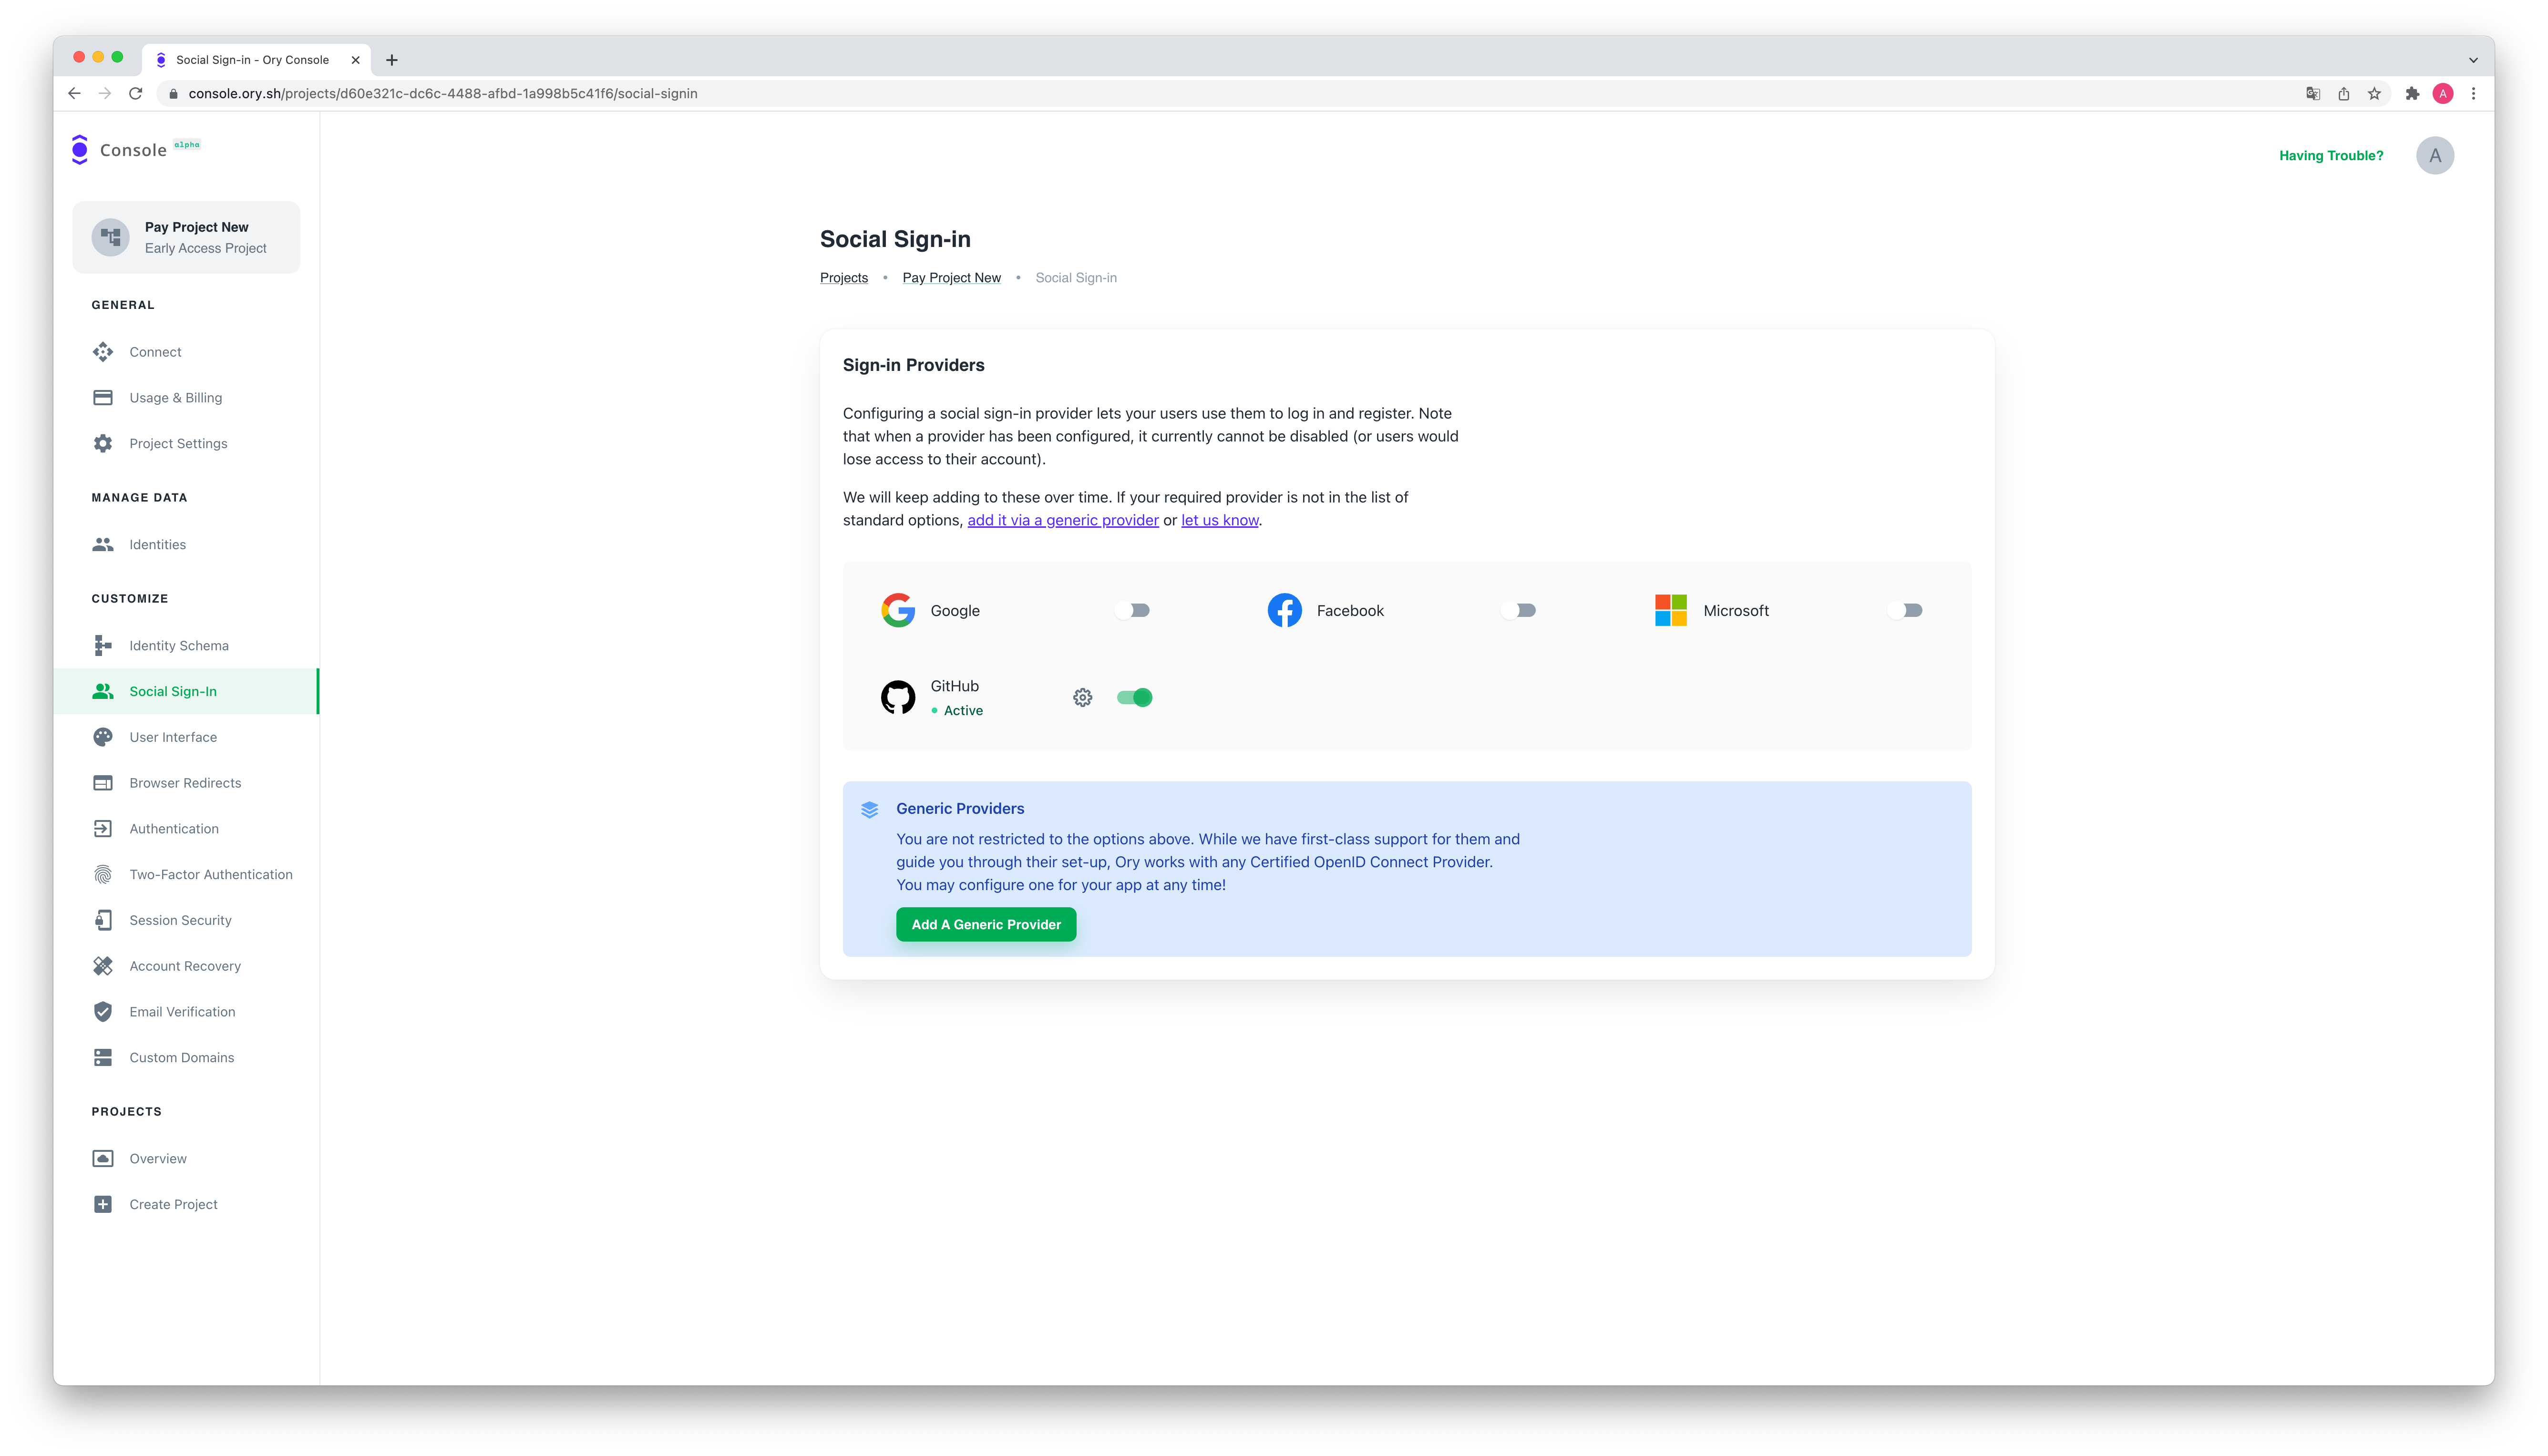 Social Sign-in - Ory Console
console.ory.sh/projects/d60e321c-dc6c-4488-afbd-1a998b5c41f6/social-signin
A
Console alpha
Having Trouble?
A
Pay Project New
Early Access Project
GENERAL
Connect
Usage & Billing
Project Settings
MANAGE DATA
Identities
CUSTOMIZE
Identity Schema
Social Sign-In
User Interface
Browser Redirects
Authentication
Two-Factor Authentication
Session Security
Account Recovery
Email Verification
Custom Domains
PROJECTS
Overview
Create Project
Social Sign-in
Projects • Pay Project New • Social Sign-in
Sign-in Providers
Configuring a social sign-in provider lets your users use them to log in and register. Note
that when a provider has been configured, it currently cannot be disabled (or users would
lose access to their account).
We will keep adding to these over time. If your required provider is not in the list of
standard options, add it via a generic provider or let us know.
Google
Facebook
Microsoft
GitHub
Active
Generic Providers
You are not restricted to the options above. While we have first-class support for them and
guide you through their set-up, Ory works with any Certified OpenID Connect Provider.
You may configure one for your app at any time!
Add A Generic Provider